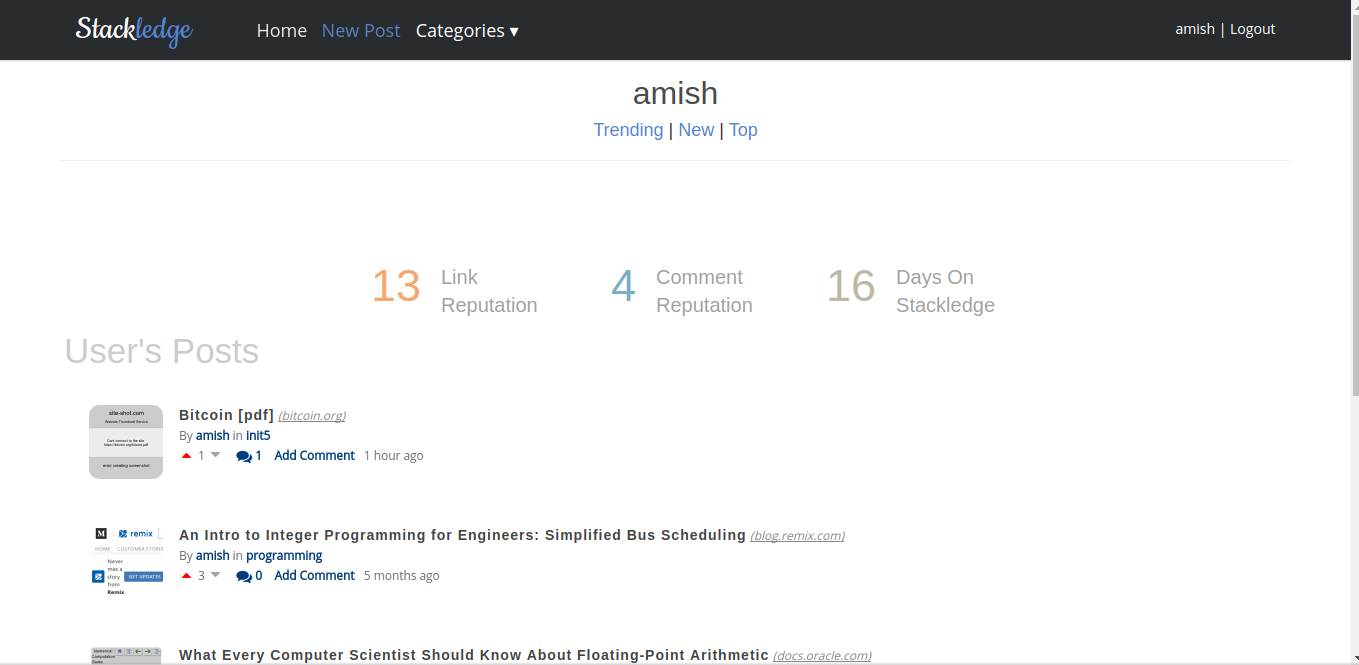 Stackledge Home New Post Categories ▾ amish | Logout
amish
Trending | New | Top
13 Link Reputation 4 Comment Reputation 16 Days On Stackledge
User's Posts
site-shot.com
Website Thumbnail Service
Cant connect to the site
https://bitcoin.org/bitcoin.pdf
error creating screenshot
Bitcoin [pdf] (bitcoin.org)
By amish in init5
1 1 Add Comment 1 hour ago
M remix
HOME CUSTOMER STORIE
Never miss a story from Remix GET UPDATES
An Intro to Integer Programming for Engineers: Simplified Bus Scheduling (blog.remix.com)
By amish in programming
3 0 Add Comment 5 months ago
Numerical
Computation
Guide
What Every Computer Scientist Should Know About Floating-Point Arithmetic (docs.oracle.com)